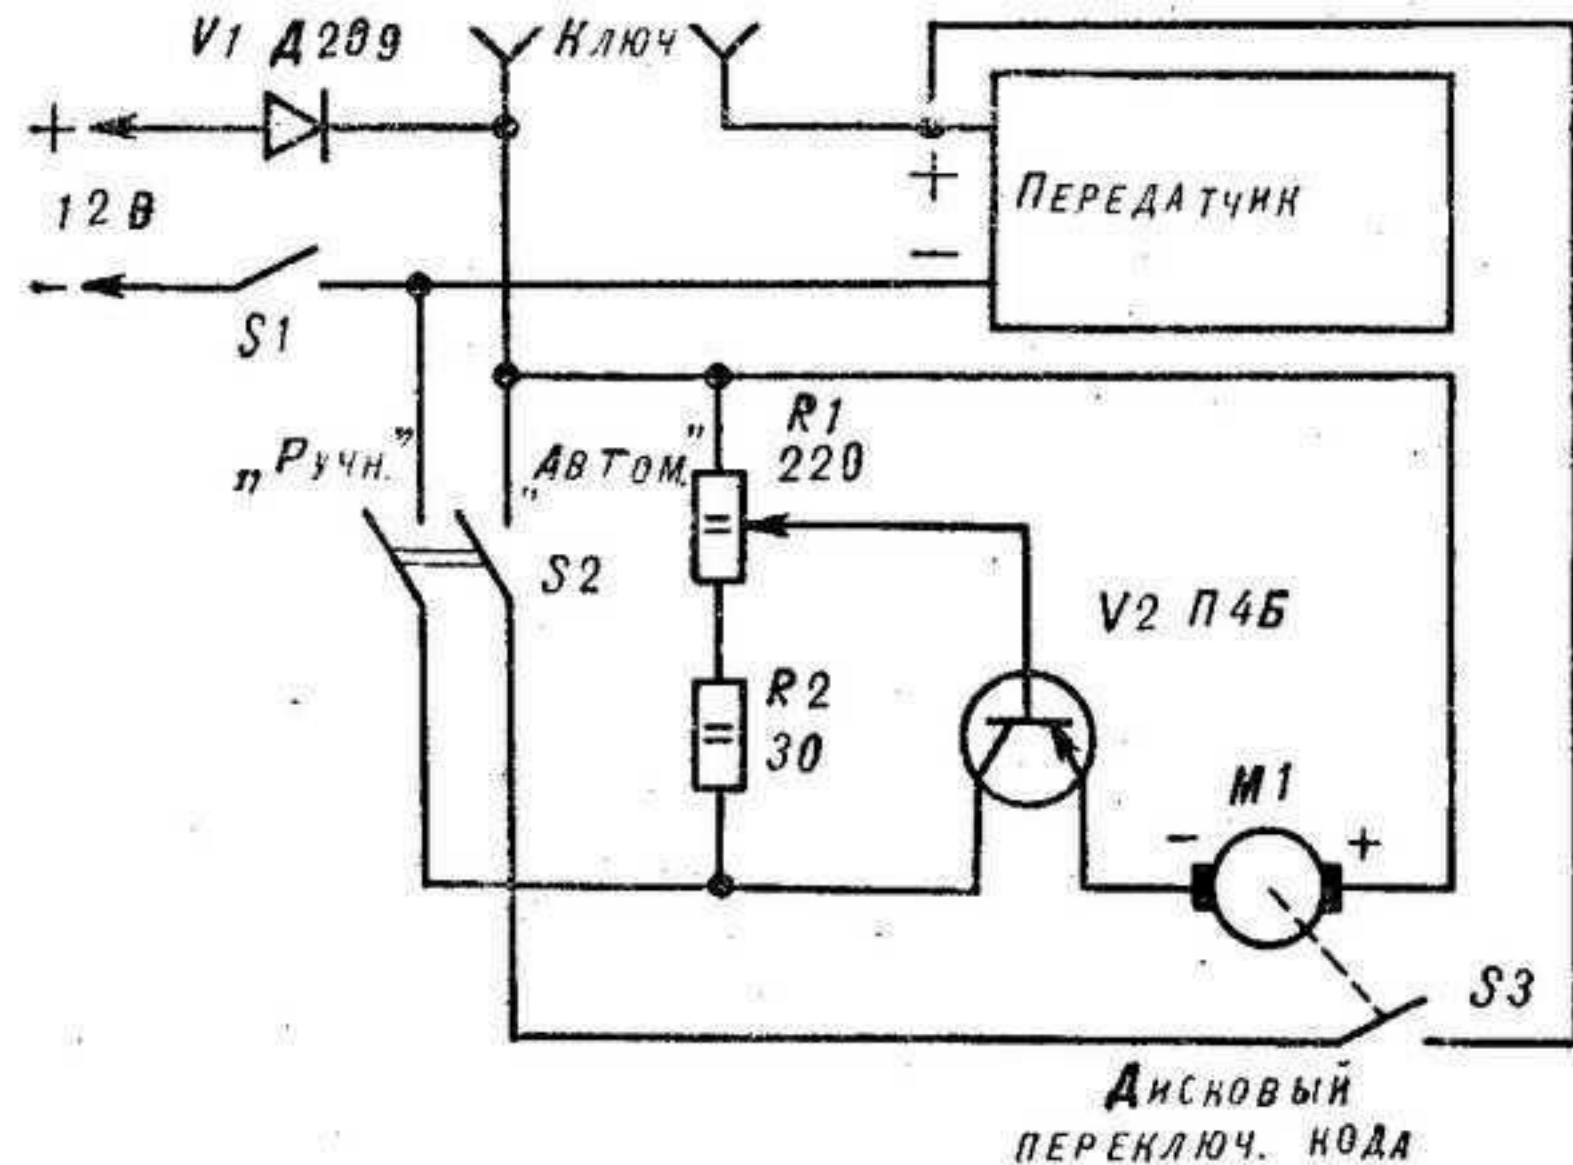 V1 Д209
Ключ
+
12 В
-
S1
+
-
ПЕРЕДАТЧИК
„Ручн.”
„Автом.”
S2
R1
220
R2
30
V2 П4Б
M1
-
+
S3
Дисковый
переключ. кода